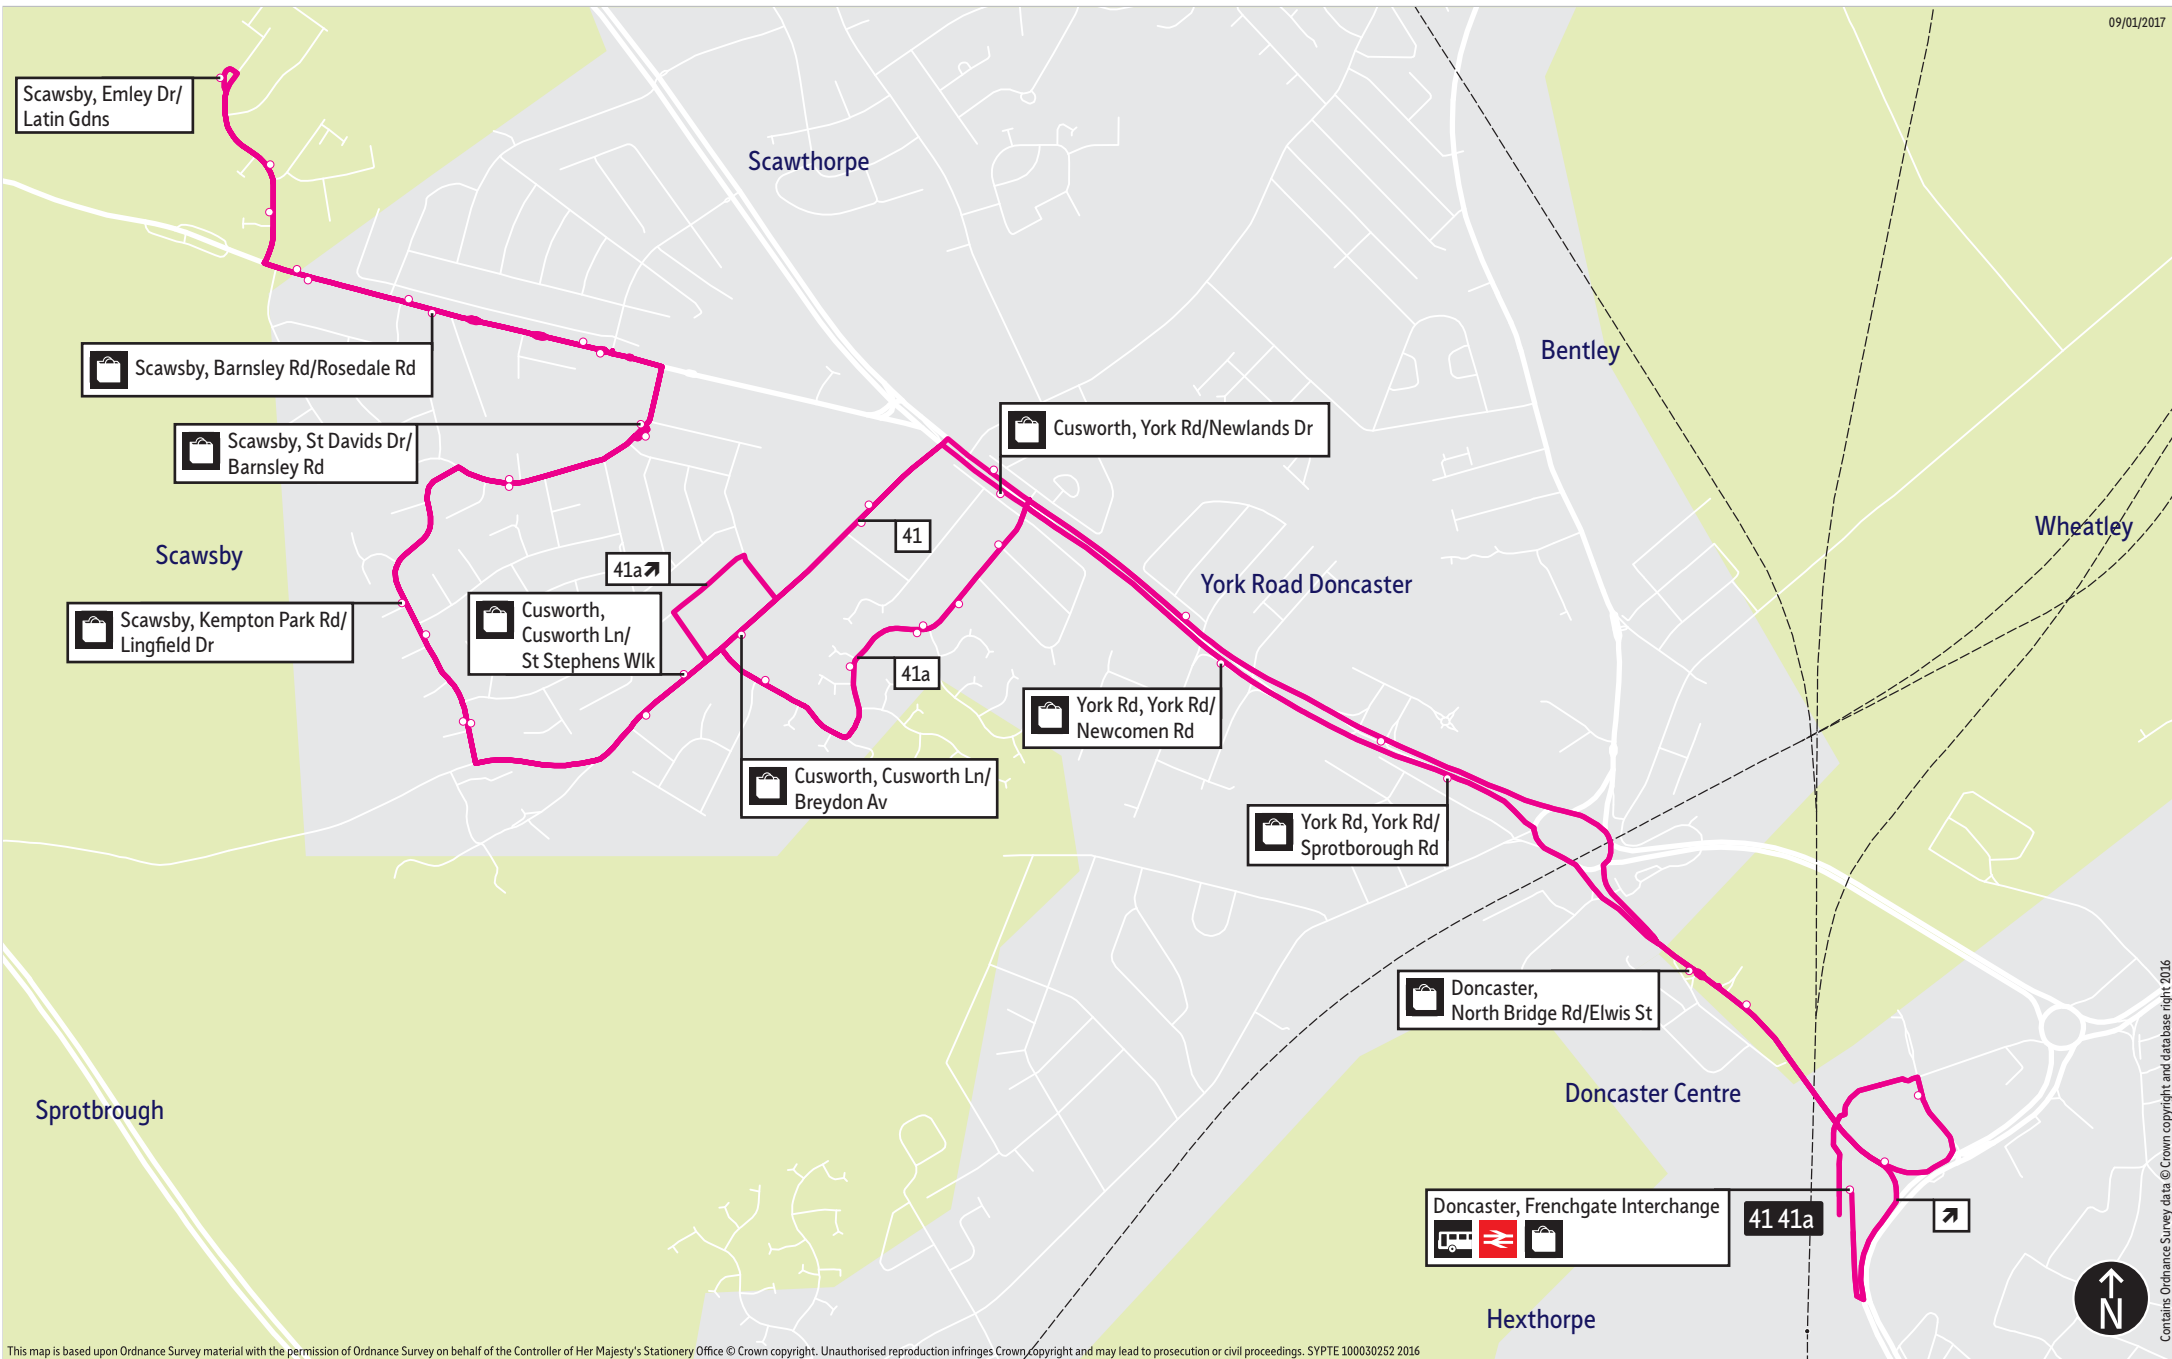 09/01/2017
Scawsby, Emley Dr/
Latin Gdns
Scawthorpe
Bentley
Scawsby, Barnsley Rd/Rosedale Rd
Cusworth, York Rd/Newlands Dr
Scawsby, St Davids Dr/
Barnsley Rd
41
Wheatley
Scawsby
41a
York Road Doncaster
Scawsby, Kempton Park Rd/
Lingfield Dr
Cusworth,
Cusworth Ln/
St Stephens Wlk
41a
York Rd, York Rd/
Newcomen Rd
Cusworth, Cusworth Ln/
Breydon Av
York Rd, York Rd/
Sprotborough Rd
Doncaster,
North Bridge Rd/Elwis St
Doncaster Centre
Sprotbrough
Doncaster, Frenchgate Interchange
41 41a
Hexthorpe
N
Contains Ordnance Survey data © Crown copyright and database right 2016
This map is based upon Ordnance Survey material with the permission of Ordnance Survey on behalf of the Controller of Her Majesty's Stationery Office © Crown copyright. Unauthorised reproduction infringes Crown copyright and may lead to prosecution or civil proceedings. SYPTE 100030252 2016